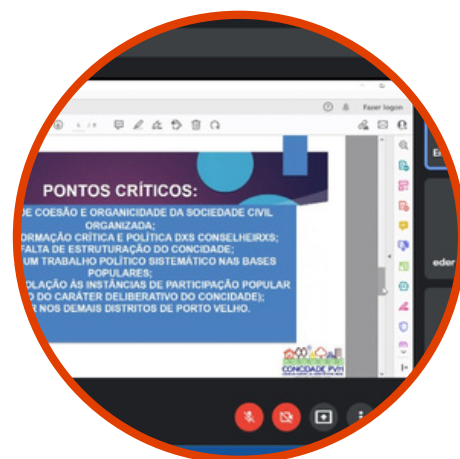 Fazer logon
PONTOS CRÍTICOS:
DE COESÃO E ORGANICIDADE DA SOCIEDADE CIVIL
ORGANIZADA;
ORMAÇÃO CRÍTICA E POLÍTICA DXS CONSELHEIRXS;
FALTA DE ESTRUTURAÇÃO DO CONCIDADE;
UM TRABALHO POLÍTICO SISTEMÁTICO NAS BASES
POPULARES;
OLAÇÃO ÀS INSTÂNCIAS DE PARTICIPAÇÃO POPULAR
O DO CARÁTER DELIBERATIVO DO CONCIDADE);
R NOS DEMAIS DISTRITOS DE PORTO VELHO.
CONCIDADE PVH
eder